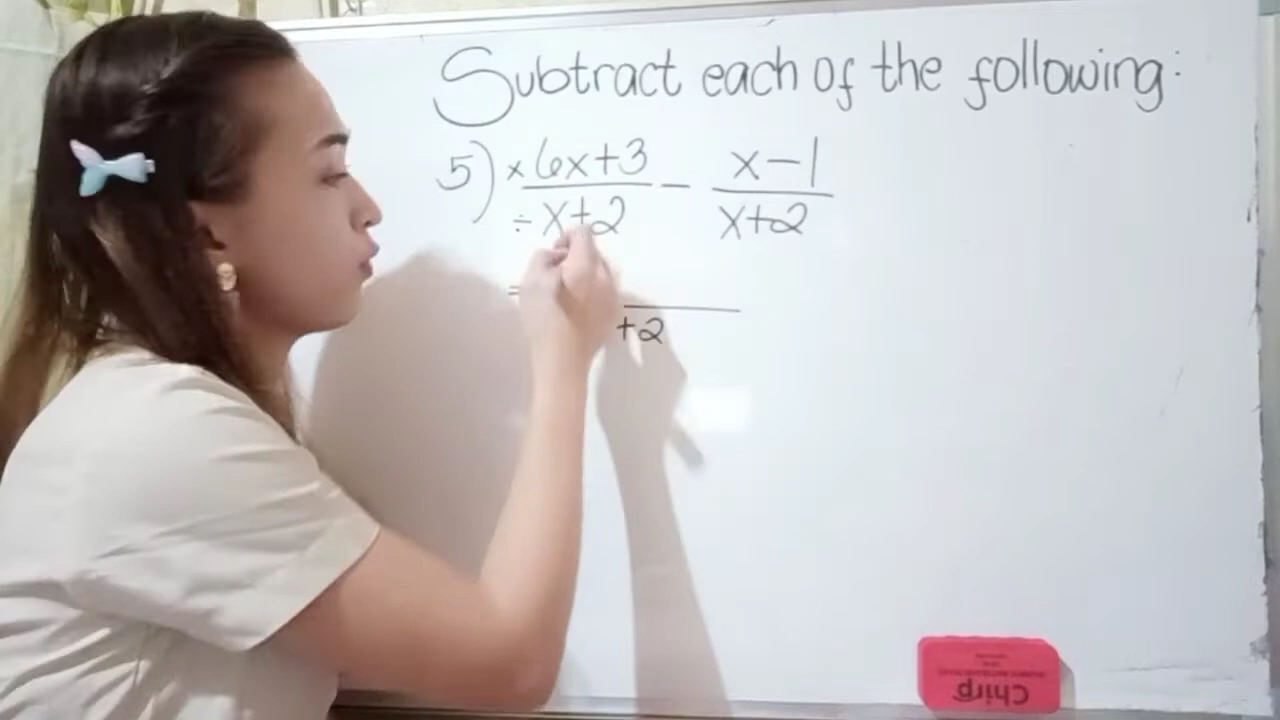 Subtract each of the following:
5) × 6x+3 / ÷ x+2 − x−1 / x+2
= +2
Chirp